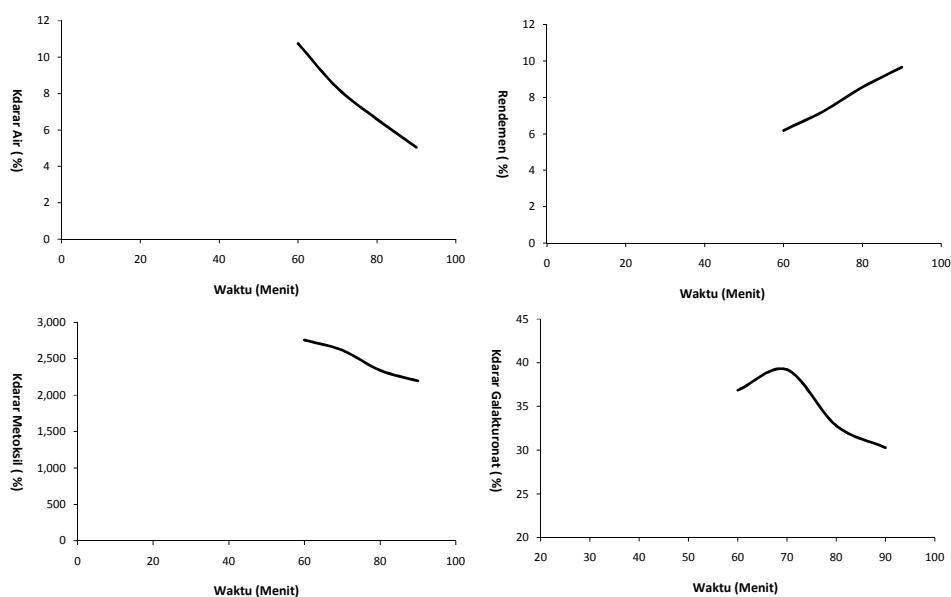 12
10
8
6
4
2
0
0 20 40 60 80 100
Kdarar Air ( %)
Waktu (Menit)
12
10
8
6
4
2
0
0 20 40 60 80 100
Rendemen ( %)
Waktu (Menit)
3,000
2,500
2,000
1,500
1,000
500
0
0 20 40 60 80 100
Kdarar Metoksil ( %)
Waktu (Menit)
45
40
35
30
25
20
20 30 40 50 60 70 80 90 100
Kdarar Galakturonat ( %)
Waktu (Menit)